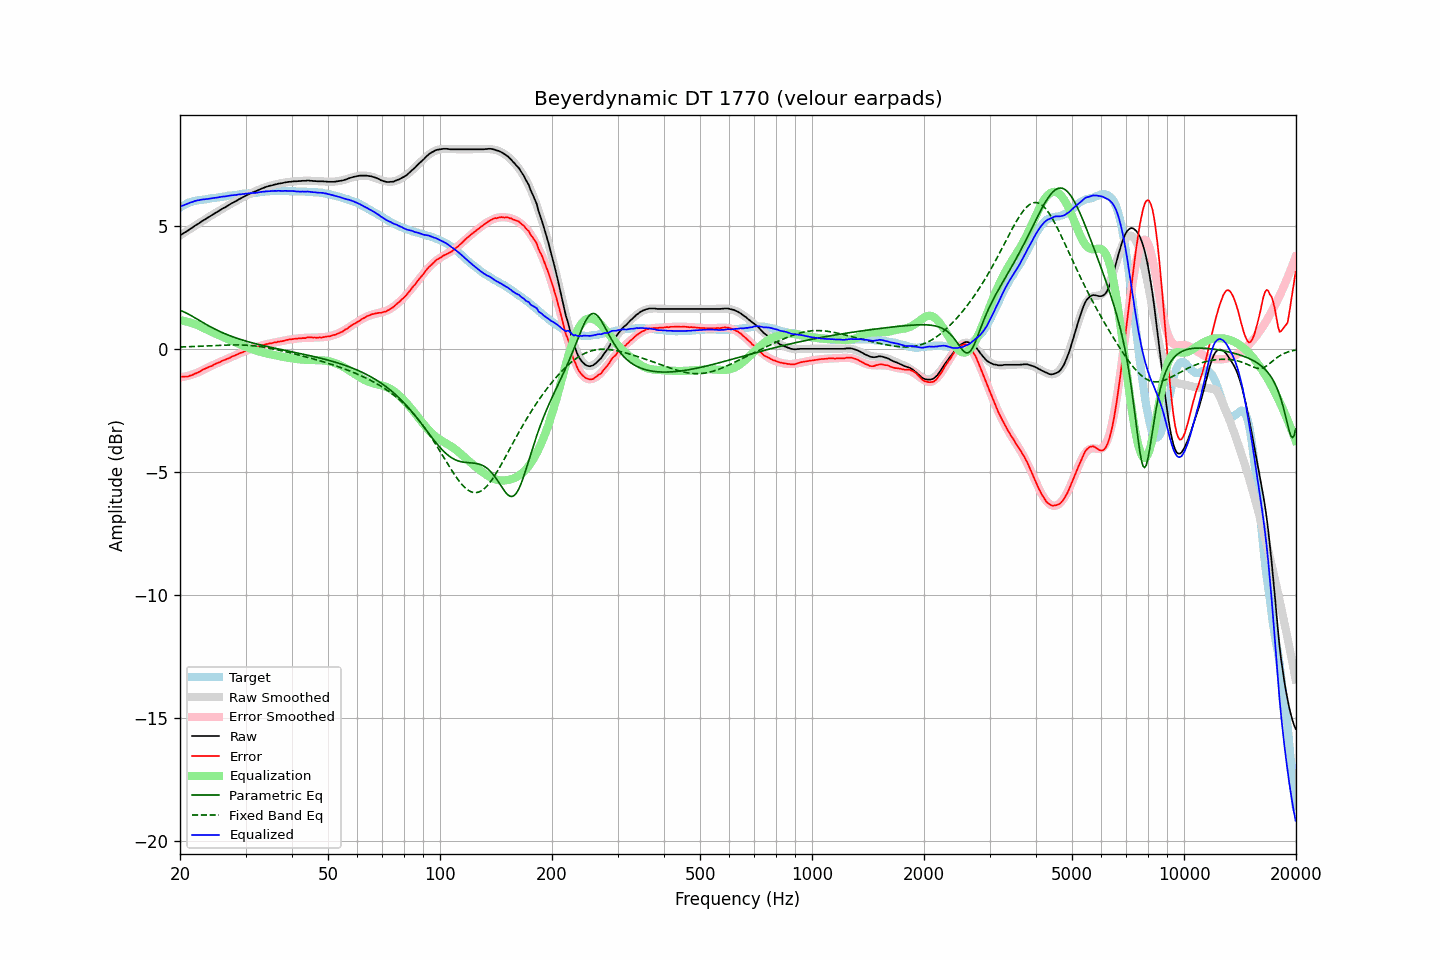 Beyerdynamic DT 1770 (velour earpads)
Amplitude (dBr)
5
0
−5
−10
−15
−20
Target
Raw Smoothed
Error Smoothed
Raw
Error
Equalization
Parametric Eq
Fixed Band Eq
Equalized
20 50 100 200 500 1000 2000 5000 10000 20000
Frequency (Hz)